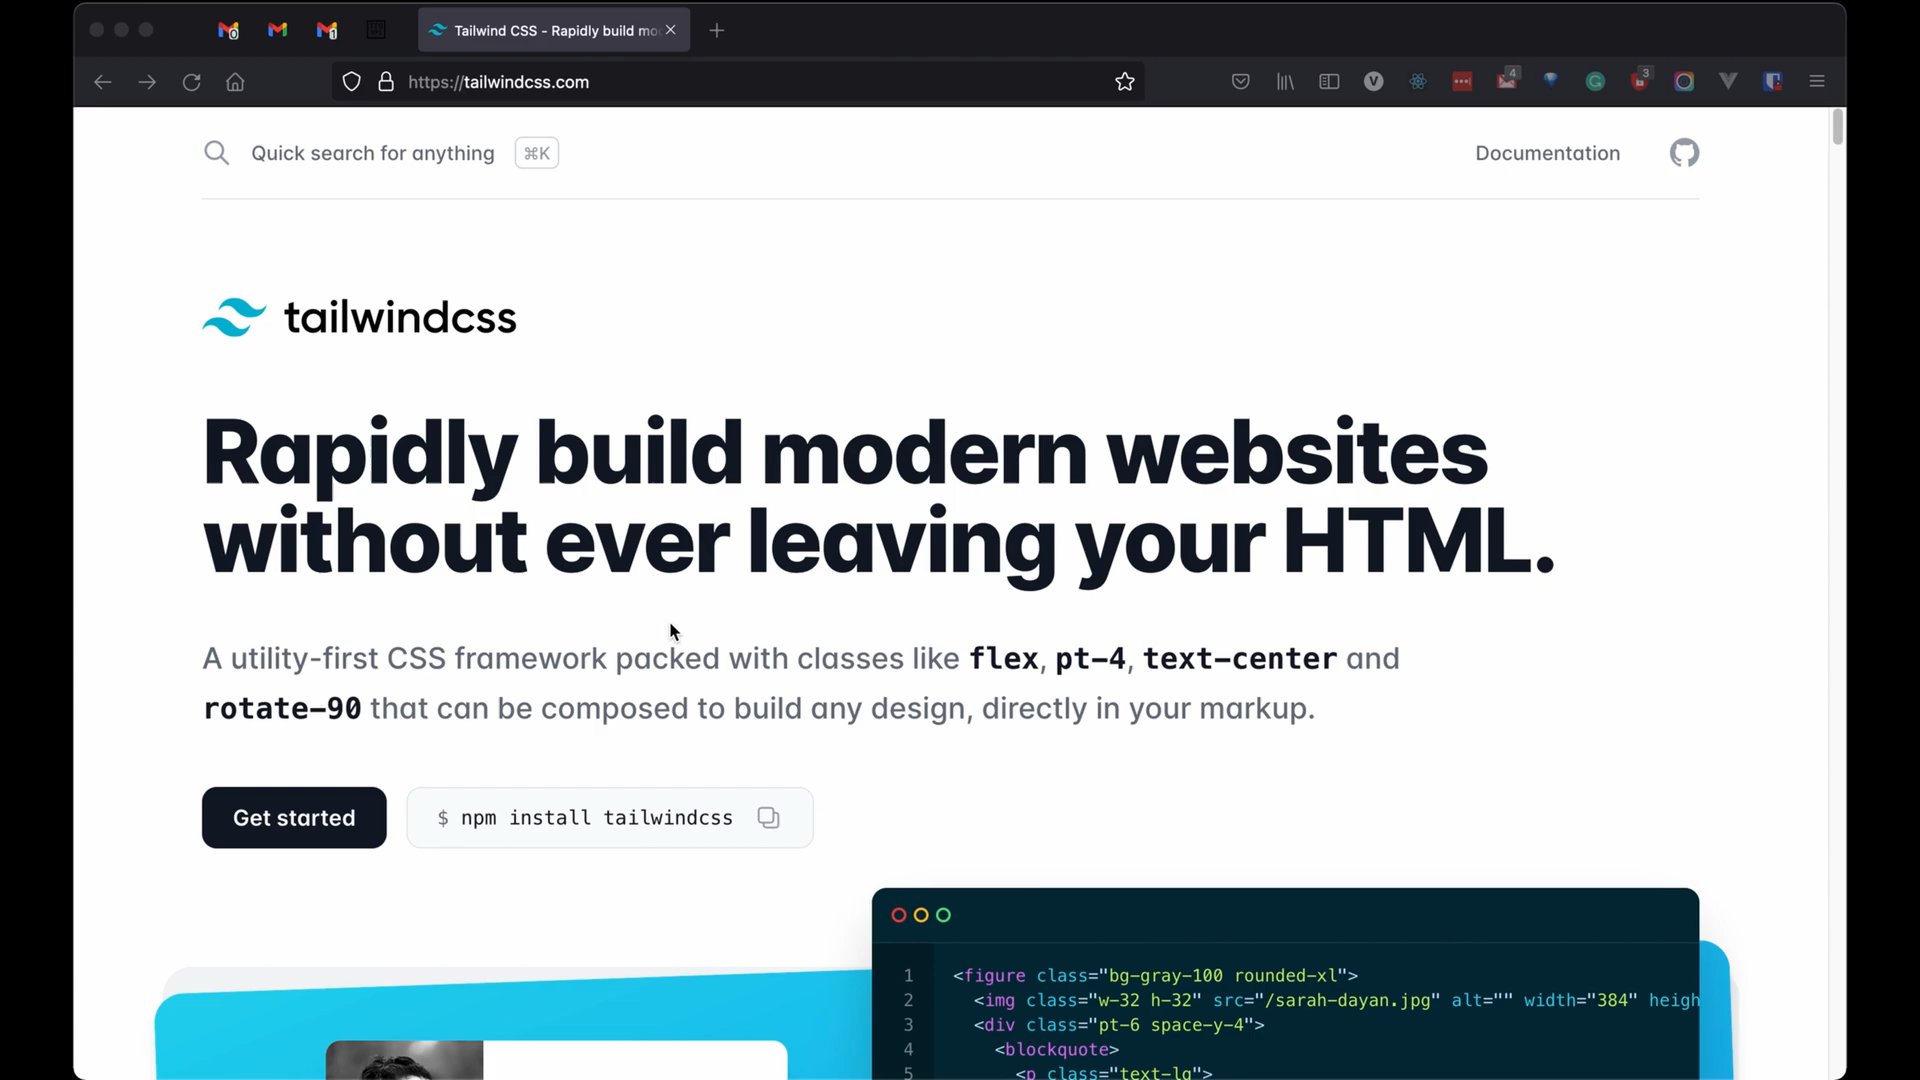 0
1
Tailwind CSS - Rapidly build mo
https://tailwindcss.com
V
4
3
Quick search for anything
⌘K
Documentation
tailwindcss
Rapidly build modern websites
without ever leaving your HTML.
A utility-first CSS framework packed with classes like flex, pt-4, text-center and
rotate-90 that can be composed to build any design, directly in your markup.
Get started
$ npm install tailwindcss
1 <figure class="bg-gray-100 rounded-xl">
2 <img class="w-32 h-32" src="/sarah-dayan.jpg" alt="" width="384" heigh
3 <div class="pt-6 space-y-4">
4 <blockquote>
5 <p class="text-lg">